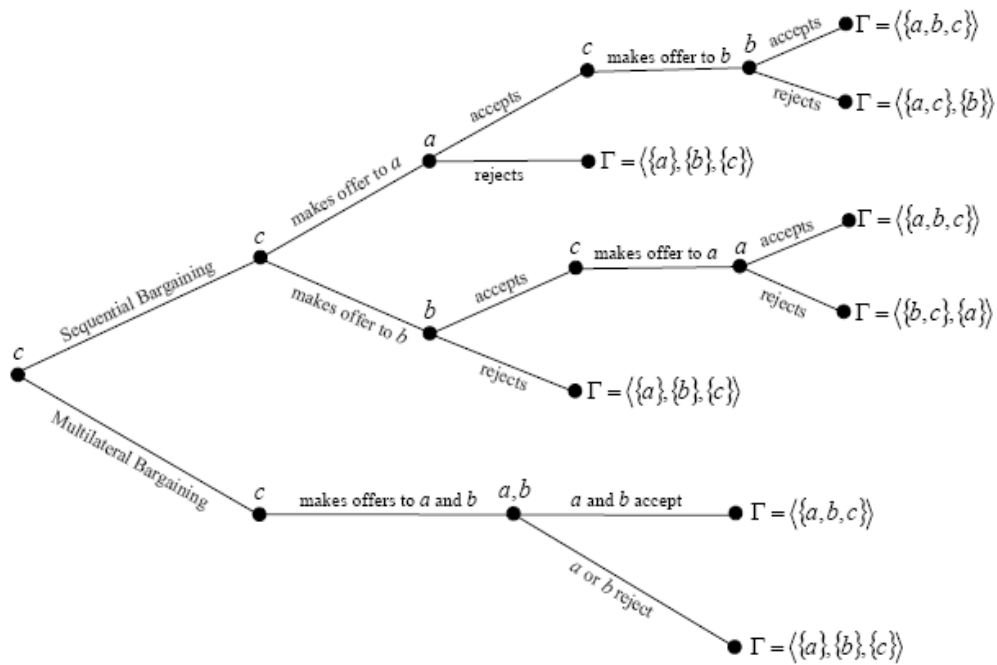 accepts
Γ = ⟨{a,b,c}⟩
c
makes offer to b
b
rejects
Γ = ⟨{a,c},{b}⟩
accepts
a
makes offer to a
rejects
Γ = ⟨{a},{b},{c}⟩
c
accepts
Γ = ⟨{a,b,c}⟩
c
makes offer to a
a
Sequential Bargaining
makes offer to b
accepts
rejects
Γ = ⟨{b,c},{a}⟩
b
c
rejects
Γ = ⟨{a},{b},{c}⟩
Multilateral Bargaining
c
makes offers to a and b
a,b
a and b accept
Γ = ⟨{a,b,c}⟩
a or b reject
Γ = ⟨{a},{b},{c}⟩